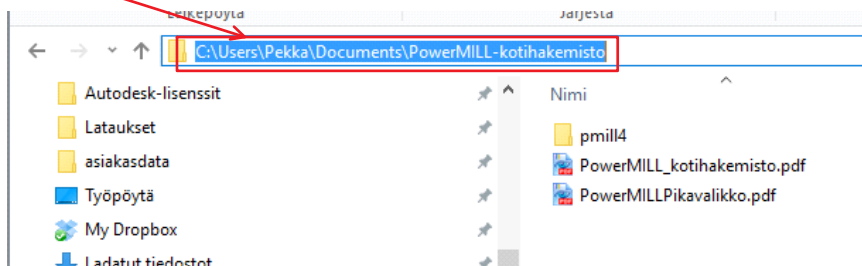 Leikepöytä
Järjestä
C:\Users\Pekka\Documents\PowerMILL-kotihakemisto
Autodesk-lisenssit
Lataukset
asiakasdata
Työpöytä
My Dropbox
Ladatut tiedostot
Nimi
pmill4
PowerMILL_kotihakemisto.pdf
PowerMILLPikavalikko.pdf